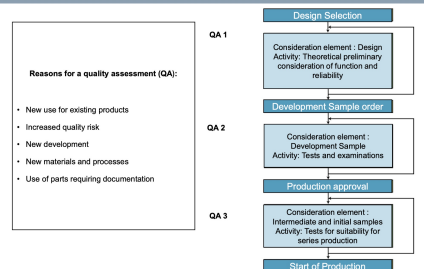 Reasons for a quality assessment (QA):
• New use for existing products
• Increased quality risk
• New development
• New materials and processes
• Use of parts requiring documentation
Design Selection
QA 1
Consideration element : Design
Activity: Theoretical preliminary
consideration of function and
reliability
Development Sample order
QA 2
Consideration element :
Development Sample
Activity: Tests and examinations
Production approval
QA 3
Consideration element :
Intermediate and initial samples
Activity: Tests for suitability for
series production
Start of Production